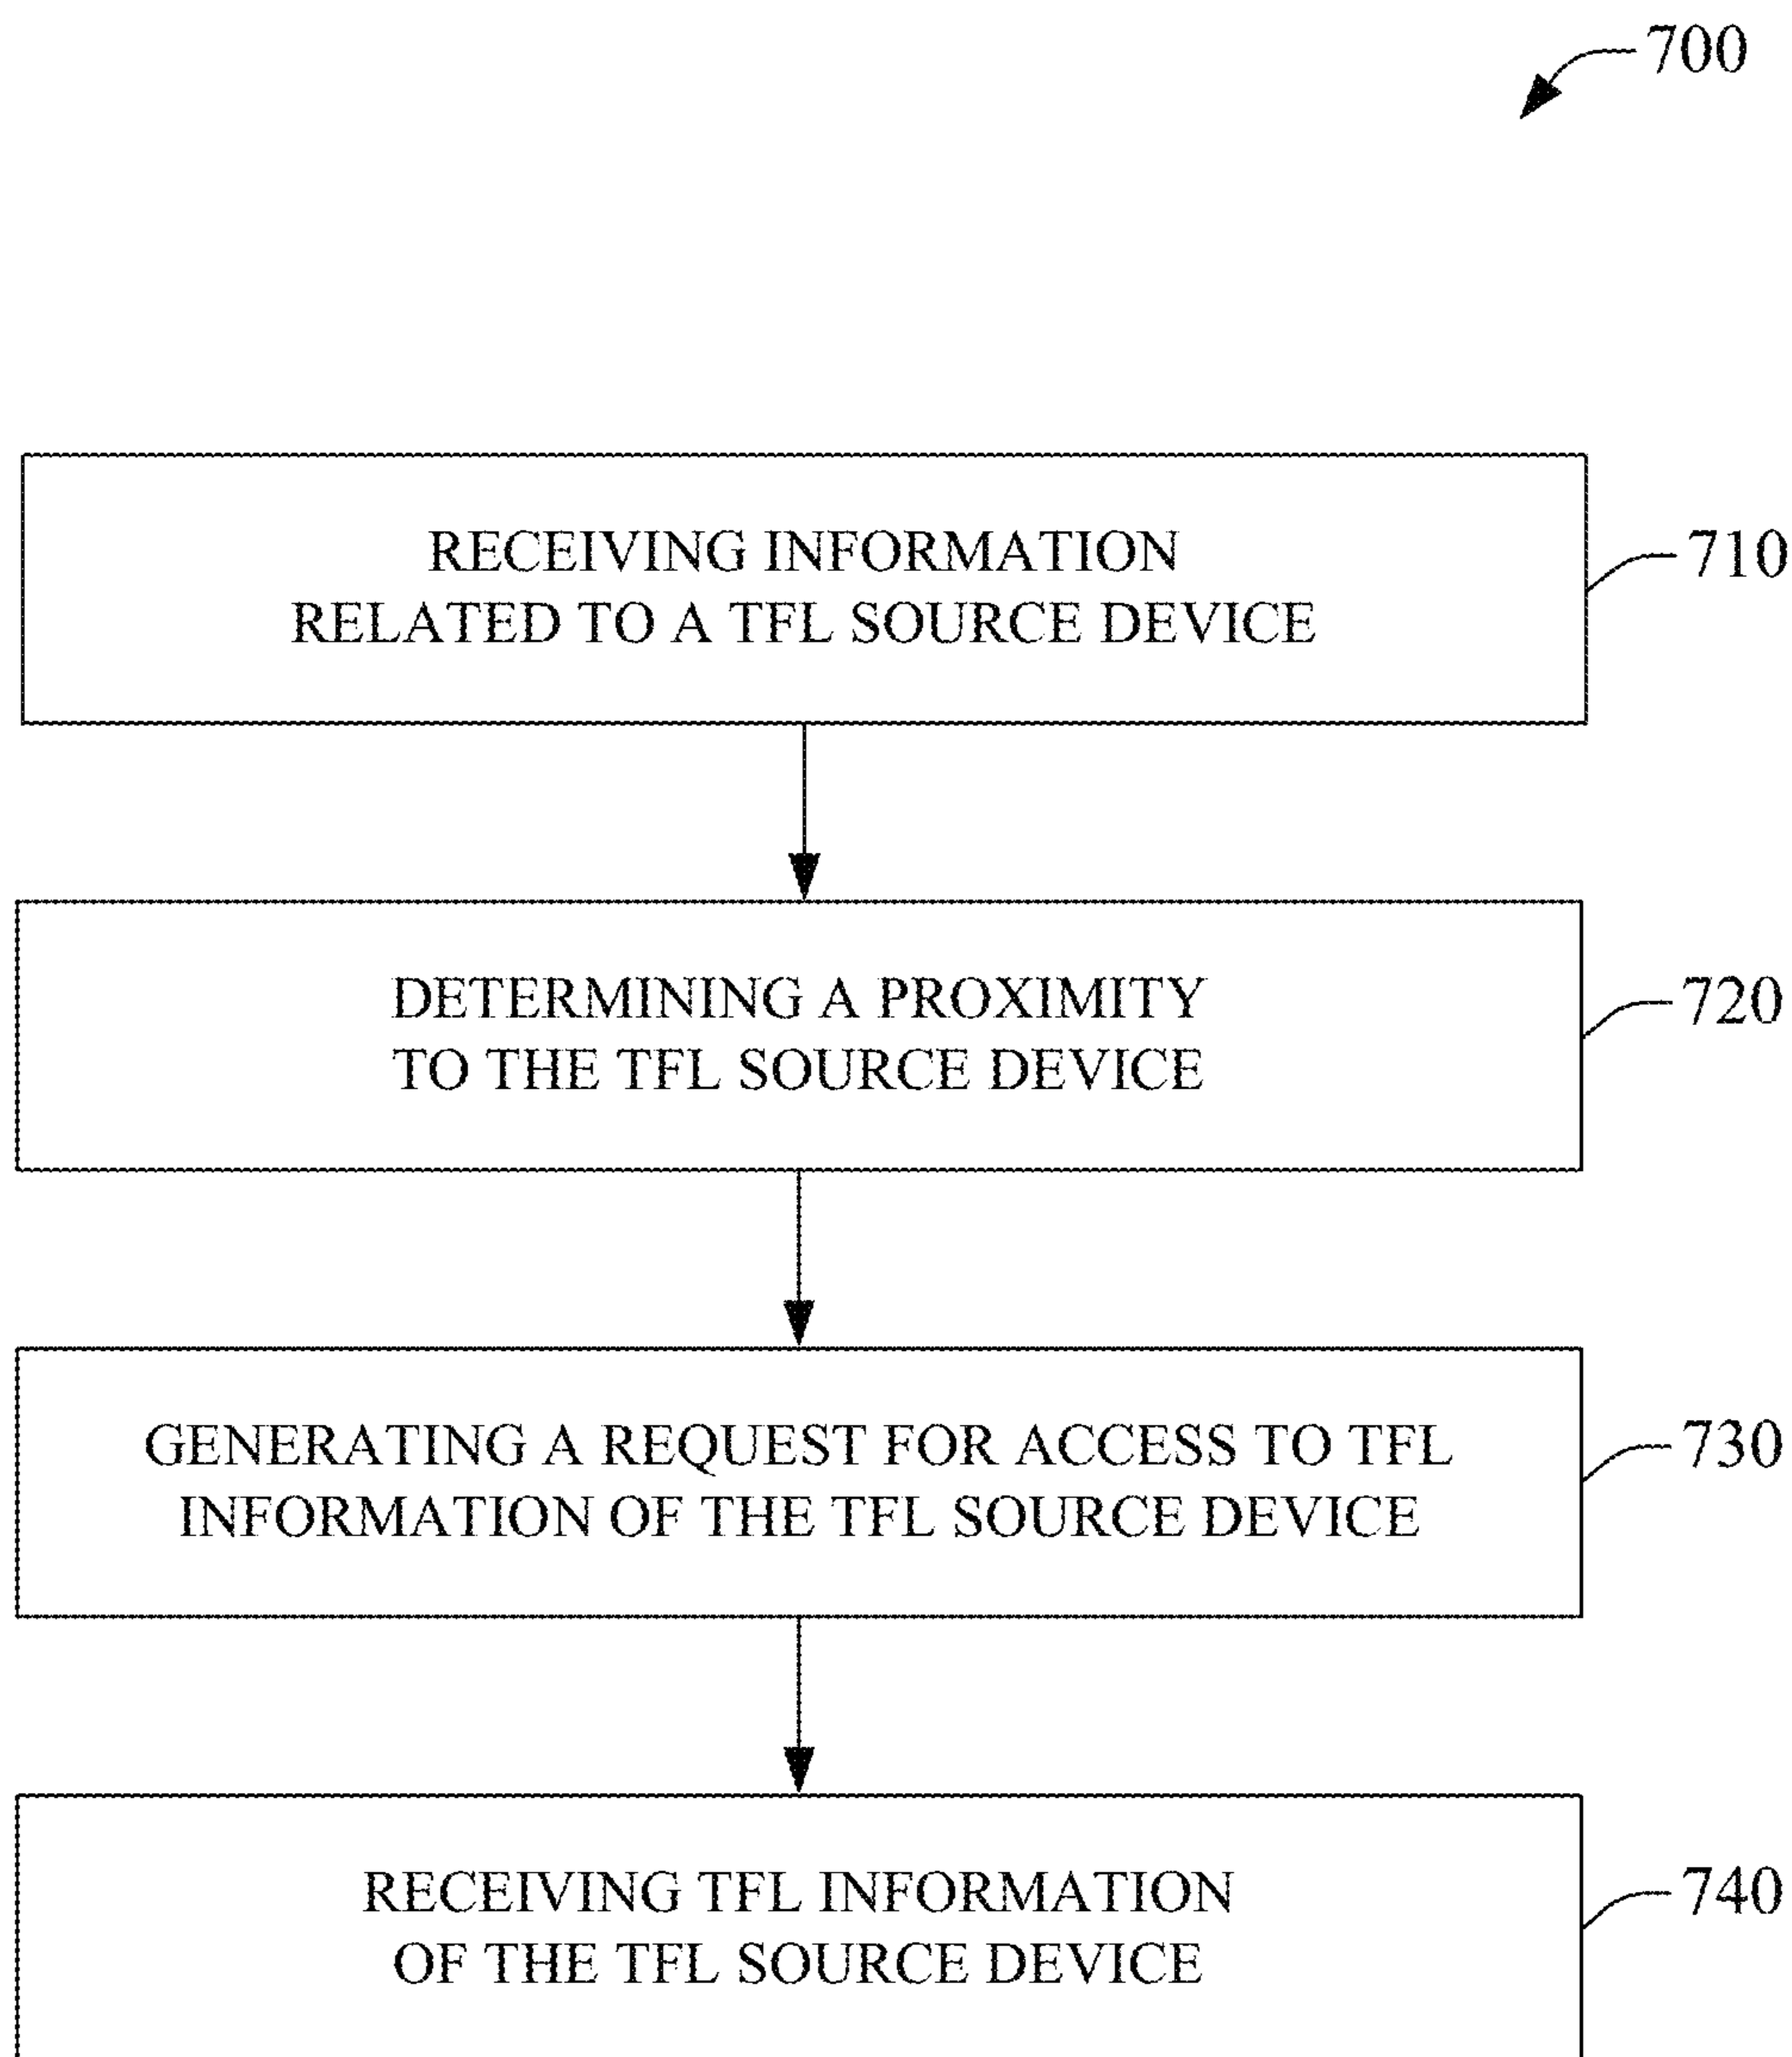 700
RECEIVING INFORMATION
RELATED TO A TFL SOURCE DEVICE
710
DETERMINING A PROXIMITY
TO THE TFL SOURCE DEVICE
720
GENERATING A REQUEST FOR ACCESS TO TFL
INFORMATION OF THE TFL SOURCE DEVICE
730
RECEIVING TFL INFORMATION
OF THE TFL SOURCE DEVICE
740